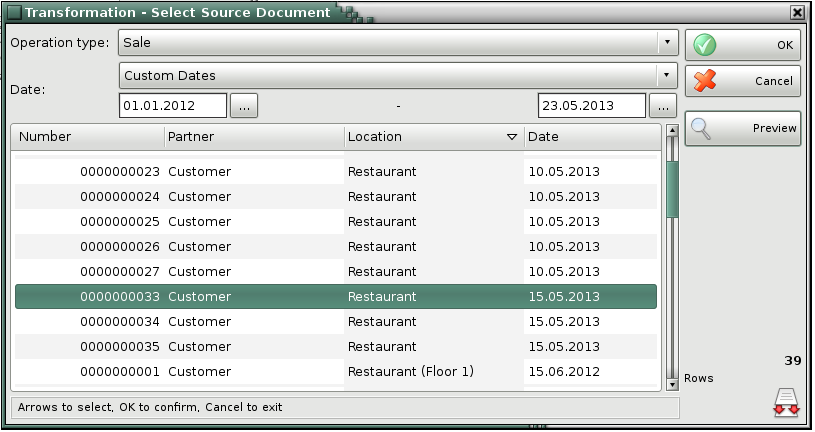 Transformation - Select Source Document
Operation type: Sale OK
Custom Dates Cancel
Date:
01.01.2012 ... - 23.05.2013 ...
Preview
Number Partner Location Date
0000000023 Customer Restaurant 10.05.2013
0000000024 Customer Restaurant 10.05.2013
0000000025 Customer Restaurant 10.05.2013
0000000026 Customer Restaurant 10.05.2013
0000000027 Customer Restaurant 10.05.2013
0000000033 Customer Restaurant 15.05.2013
0000000034 Customer Restaurant 15.05.2013
0000000035 Customer Restaurant 15.05.2013
0000000001 Customer Restaurant (Floor 1) 15.06.2012
39
Rows
Arrows to select, OK to confirm, Cancel to exit